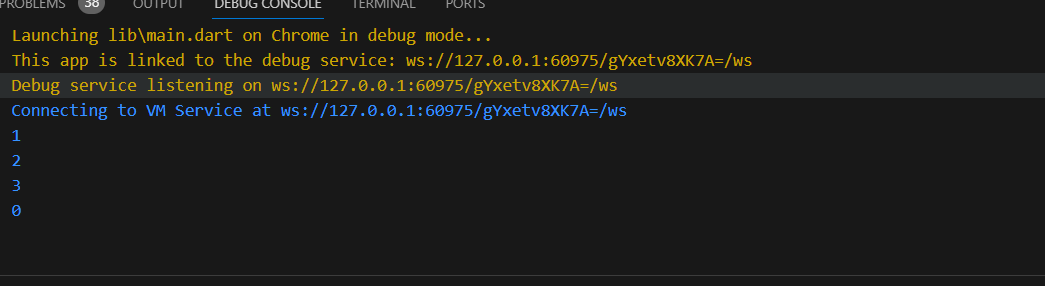 PROBLEMS 38 OUTPUT DEBUG CONSOLE TERMINAL PORTS
Launching lib\main.dart on Chrome in debug mode...
This app is linked to the debug service: ws://127.0.0.1:60975/gYxetv8XK7A=/ws
Debug service listening on ws://127.0.0.1:60975/gYxetv8XK7A=/ws
Connecting to VM Service at ws://127.0.0.1:60975/gYxetv8XK7A=/ws
1
2
3
0